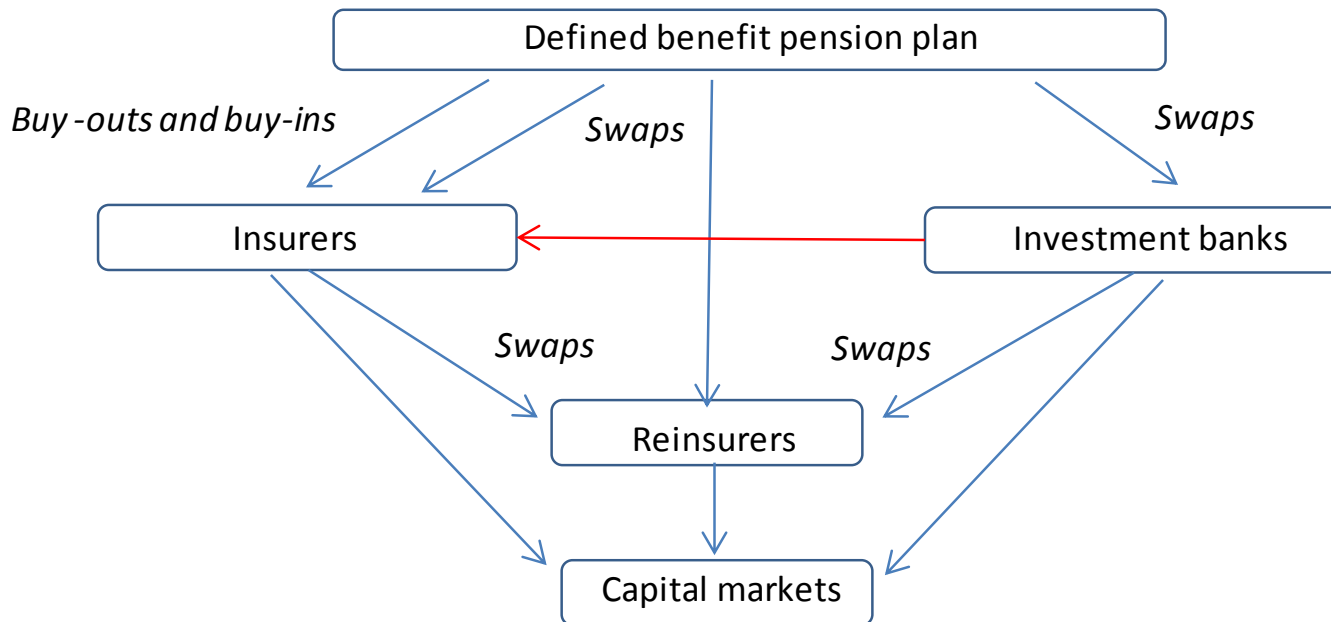 Defined benefit pension plan
Buy -outs and buy-ins
Swaps
Swaps
Insurers
Investment banks
Swaps
Swaps
Reinsurers
Capital markets